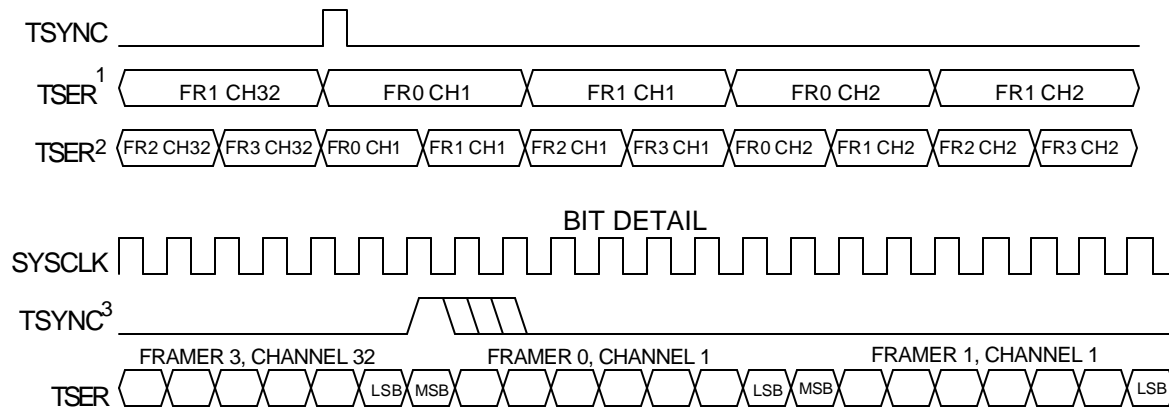 TSYNC
TSER1 FR1 CH32 FR0 CH1 FR1 CH1 FR0 CH2 FR1 CH2
TSER2 FR2 CH32 FR3 CH32 FR0 CH1 FR1 CH1 FR2 CH1 FR3 CH1 FR0 CH2 FR1 CH2 FR2 CH2 FR3 CH2
BIT DETAIL
SYSCLK
TSYNC3
FRAMER 3, CHANNEL 32 FRAMER 0, CHANNEL 1 FRAMER 1, CHANNEL 1
TSER LSB MSB LSB MSB LSB